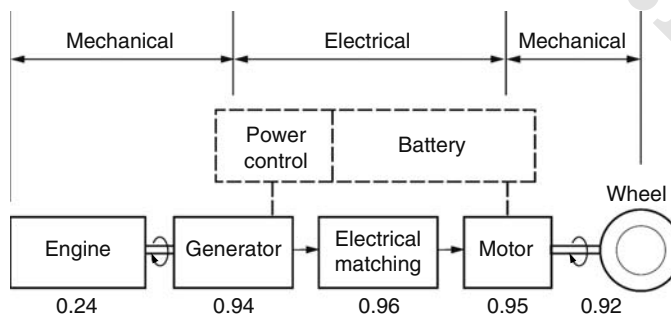 Mechanical Electrical Mechanical
Power
control
Battery
Wheel
Engine
Generator
Electrical
matching
Motor
0.24 0.94 0.96 0.95 0.92